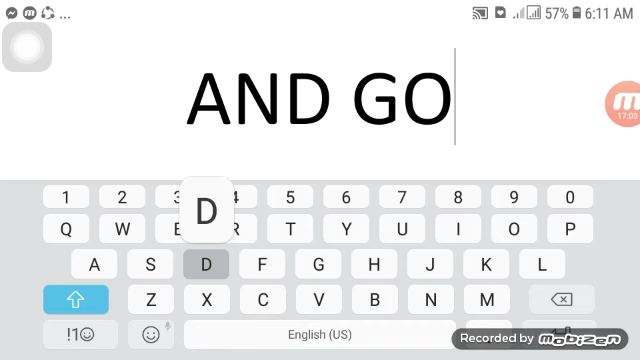 ... 57% 6:11 AM
AND GO
17:03
D
1 2 3 4 5 6 7 8 9 0
Q W E R T Y U I O P
A S D F G H J K L
Z X C V B N M
!1☺ English (US)
Recorded by mobizen